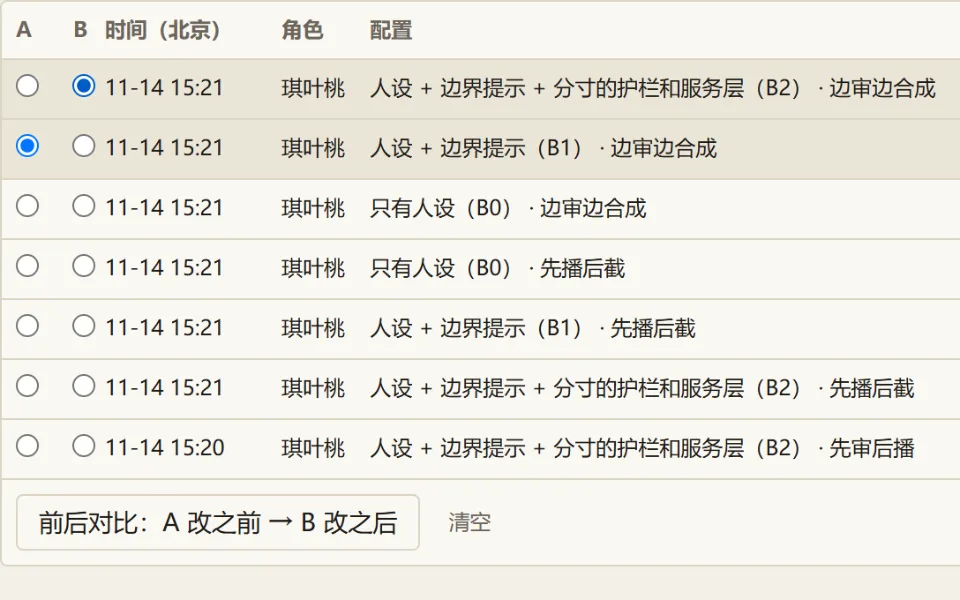 A B 时间（北京） 角色 配置
11-14 15:21 琪叶桃 人设 + 边界提示 + 分寸的护栏和服务层（B2） · 边审边合成
11-14 15:21 琪叶桃 人设 + 边界提示（B1） · 边审边合成
11-14 15:21 琪叶桃 只有人设（B0） · 边审边合成
11-14 15:21 琪叶桃 只有人设（B0） · 先播后截
11-14 15:21 琪叶桃 人设 + 边界提示（B1） · 先播后截
11-14 15:21 琪叶桃 人设 + 边界提示 + 分寸的护栏和服务层（B2） · 先播后截
11-14 15:20 琪叶桃 人设 + 边界提示 + 分寸的护栏和服务层（B2） · 先审后播
前后对比：A 改之前 → B 改之后 清空